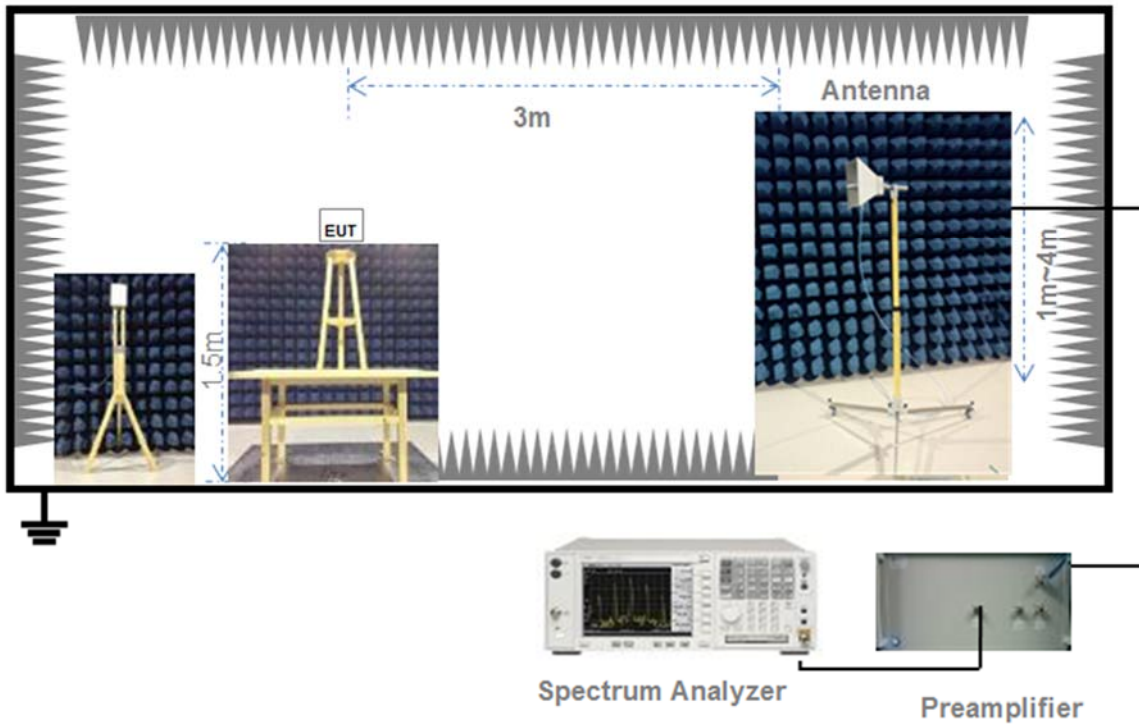 Antenna
3m
EUT
1.5m
1m~4m
Spectrum Analyzer
Preamplifier